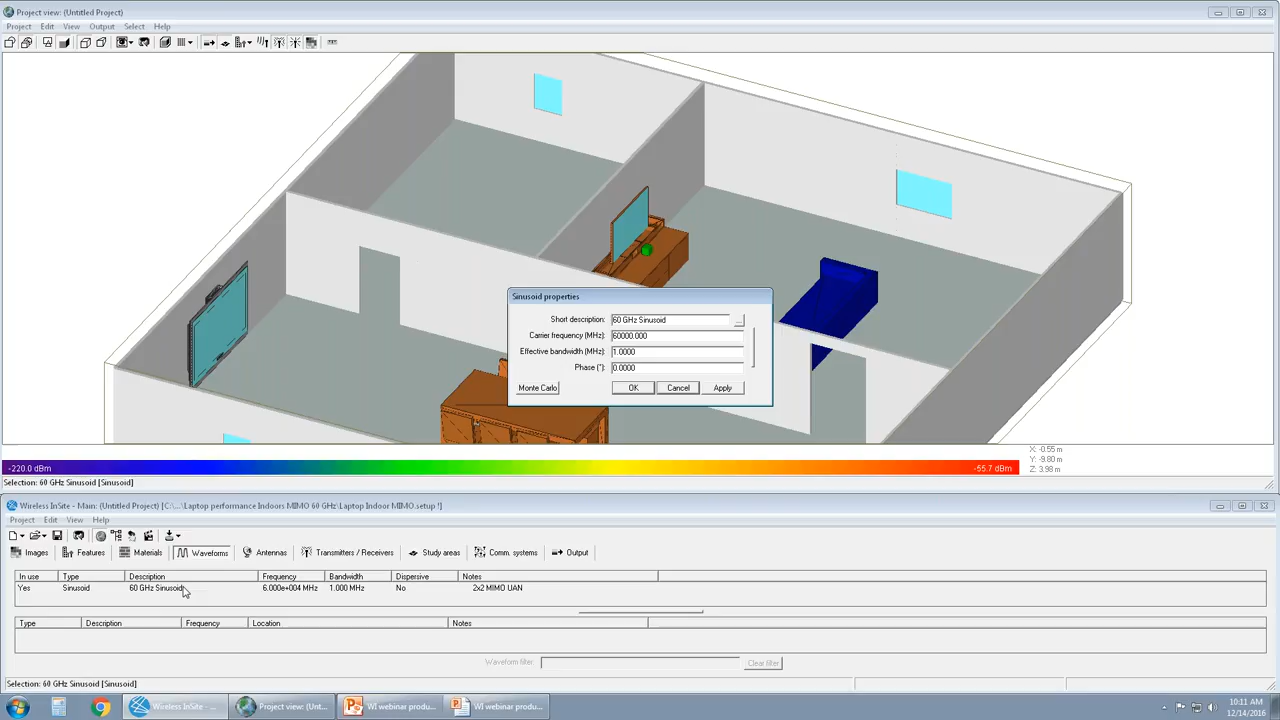 Project view: (Untitled Project)
Project Edit View Output Select Help
Sinusoid properties
Short description: 60 GHz Sinusoid ...
Carrier frequency (MHz): 60000.000
Effective bandwidth (MHz): 1.0000
Phase (°): 0.0000
Monte Carlo OK Cancel Apply
X: -0.55 m
Y: -9.80 m
Z: 3.98 m
-220.0 dBm -55.7 dBm
Selection: 60 GHz Sinusoid [Sinusoid]
Wireless InSite - Main: (Untitled Project) [C:\...\Laptop performance Indoors MIMO 60 GHz\Laptop Indoor MIMO.setup !]
Project Edit View Help
Images Features Materials Waveforms Antennas Transmitters / Receivers Study areas Comm. systems Output
In use Type Description Frequency Bandwidth Dispersive Notes
Yes Sinusoid 60 GHz Sinusoid 6.000e+004 MHz 1.000 MHz No 2x2 MIMO UAN
Type Description Frequency Location Notes
Waveform filter: Clear filter
Selection: 60 GHz Sinusoid [Sinusoid]
Wireless InSite - ... Project view: (Unt... WI webinar produ... WI webinar produ... 10:11 AM
12/14/2016